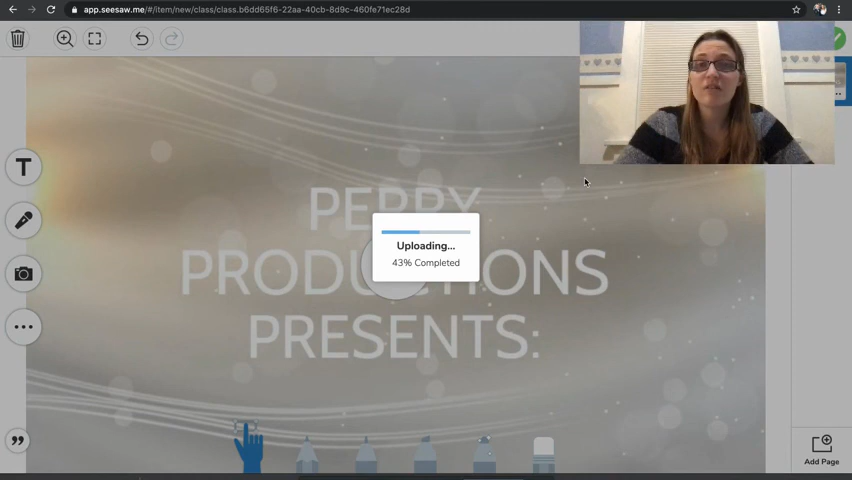 app.seesaw.me/#/item/new/class/class.b6dd65f6-22aa-40cb-8d9c-460fe71ec28d
T
PERRY
PRODUCTIONS
PRESENTS:
Uploading...
43% Completed
Add Page